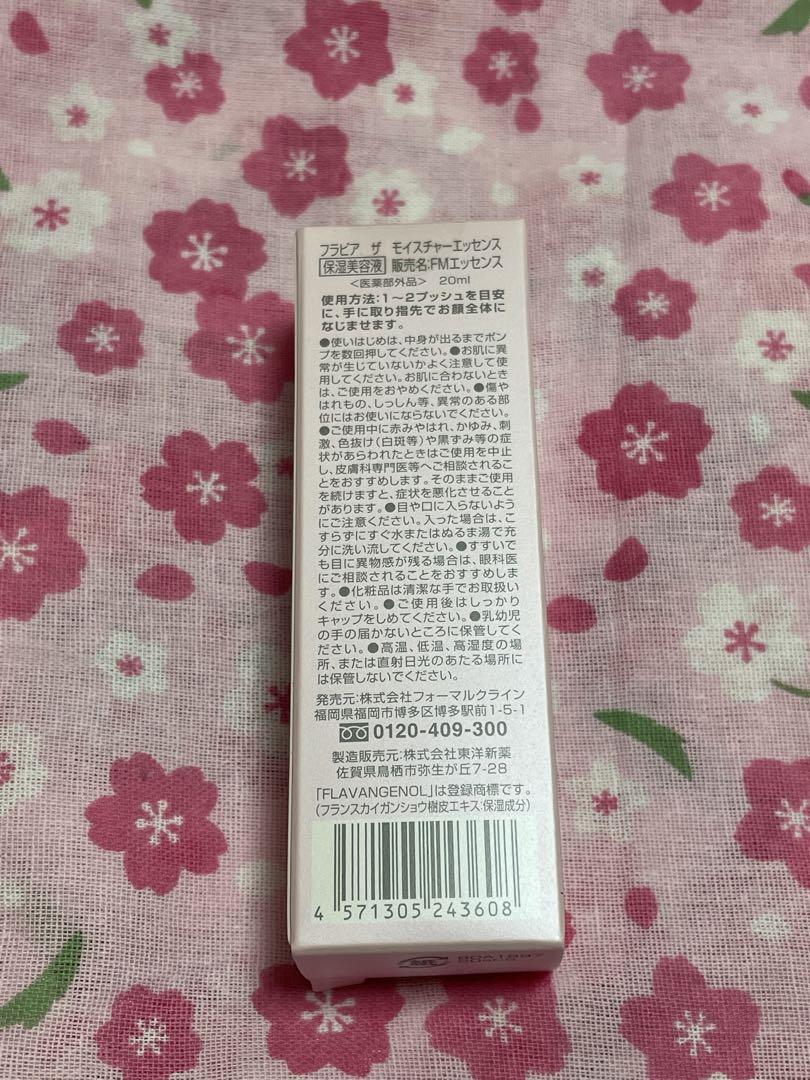 フラビア ザ モイスチャーエッセンス
保湿美容液 販売名:FMエッセンス
<医薬部外品> 20ml
使用方法:1〜2プッシュを目安
に、手に取り指先でお顔全体に
なじませます。
●使いはじめは、中身が出るまでポン
プを数回押してください。●お肌に異
常が生じていないかよく注意して使
用してください。お肌に合わないとき
は、ご使用をおやめください。●傷や
はれもの、しっしん等、異常のある部
位にはお使いにならないでください。
●ご使用中に赤みやはれ、かゆみ、刺
激、色抜け(白斑等)や黒ずみ等の症
状があらわれたときはご使用を中止
し、皮膚科専門医等へご相談されるこ
とをおすすめします。そのままご使用
を続けますと、症状を悪化させること
があります。●目や口に入らないよう
にご注意ください。入った場合は、こ
すらずにすぐ水またはぬるま湯で充
分に洗い流してください。●すすいで
も目に異物感が残る場合は、眼科医
にご相談されることをおすすめしま
す。●化粧品は清潔な手でお取扱い
ください。●ご使用後はしっかり
キャップをしめてください。●乳幼児
の手の届かないところに保管してく
ださい。●高温、低温、高湿度の場
所、または直射日光のあたる場所に
は保管しないでください。
発売元:株式会社フォーマルクライン
福岡県福岡市博多区博多駅前1-5-1
0120-409-300
製造販売元:株式会社東洋新薬
佐賀県鳥栖市弥生が丘7-28
「FLAVANGENOL」は登録商標です。
(フランスカイガンショウ樹皮エキス:保湿成分)
4 571305 243608